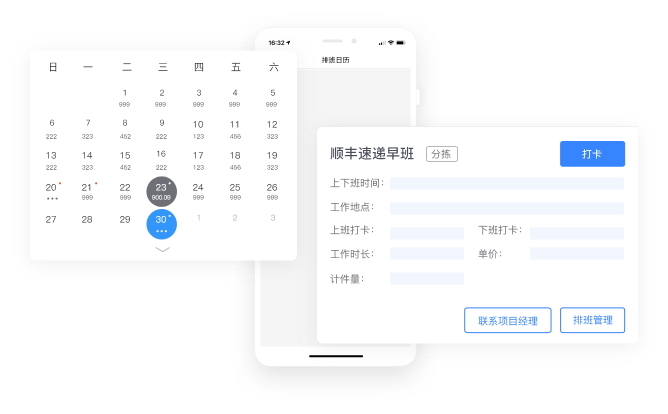 16:32
排班日历
日 一 二 三 四 五 六
1 2 3 4 5
999 999 999 999 999
6 7 8 9 10 11 12
222 323 452 222 123 456 323
13 14 15 16 17 18 19
222 323 452 222 123 456 323
20 21 22 23 24 25 26
999 999 900.09 999 999 999
27 28 29 30 1 2 3
顺丰速递早班 分拣 打卡
上下班时间：
工作地点：
上班打卡： 下班打卡：
工作时长： 单价：
计件量：
联系项目经理 排班管理